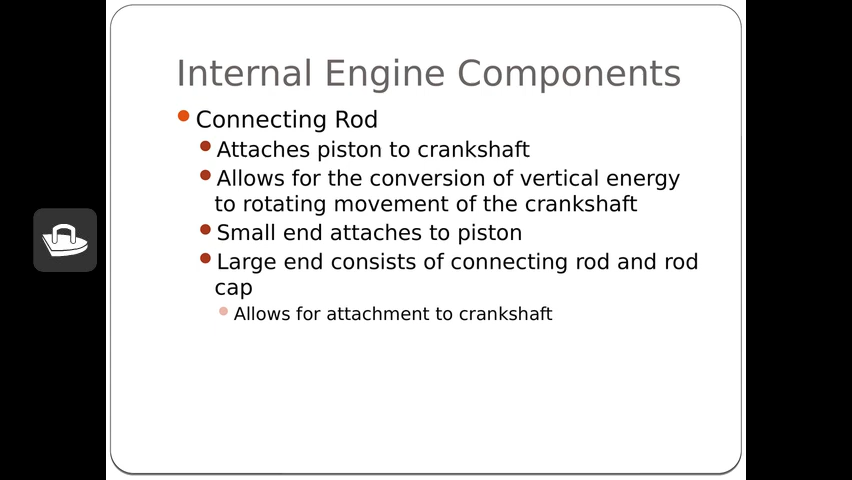 Internal Engine Components
Connecting Rod
Attaches piston to crankshaft
Allows for the conversion of vertical energy
to rotating movement of the crankshaft
Small end attaches to piston
Large end consists of connecting rod and rod
cap
Allows for attachment to crankshaft